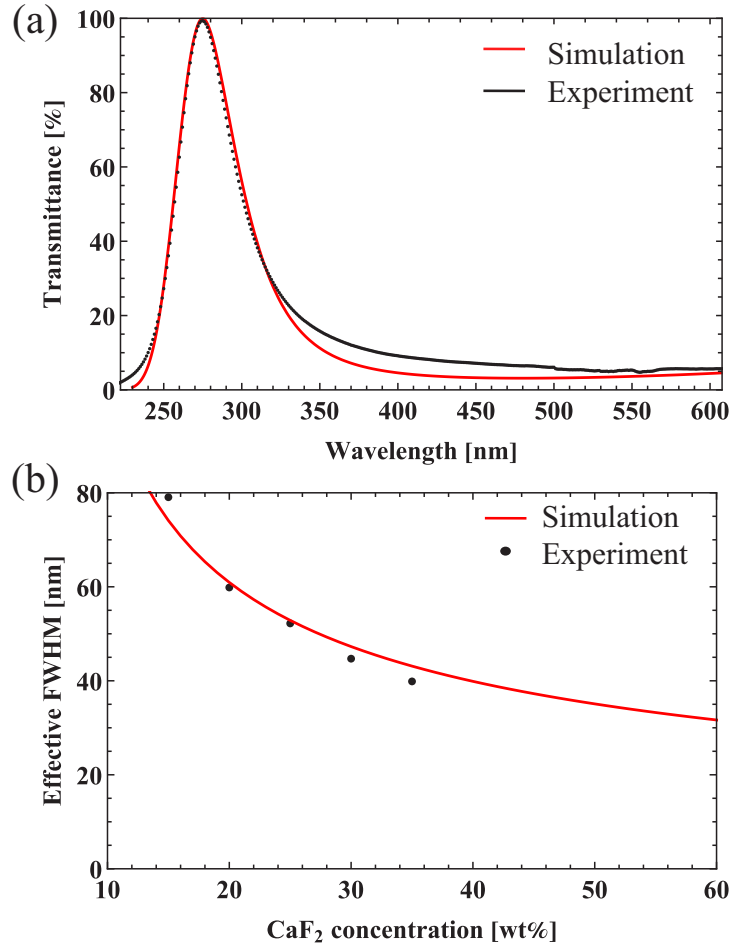 (a)
Transmittance [%]
100
80
60
40
20
0
Simulation
Experiment
250 300 350 400 450 500 550 600
Wavelength [nm]
(b)
Effective FWHM [nm]
80
60
40
20
0
Simulation
Experiment
10 20 30 40 50 60
CaF₂ concentration [wt%]